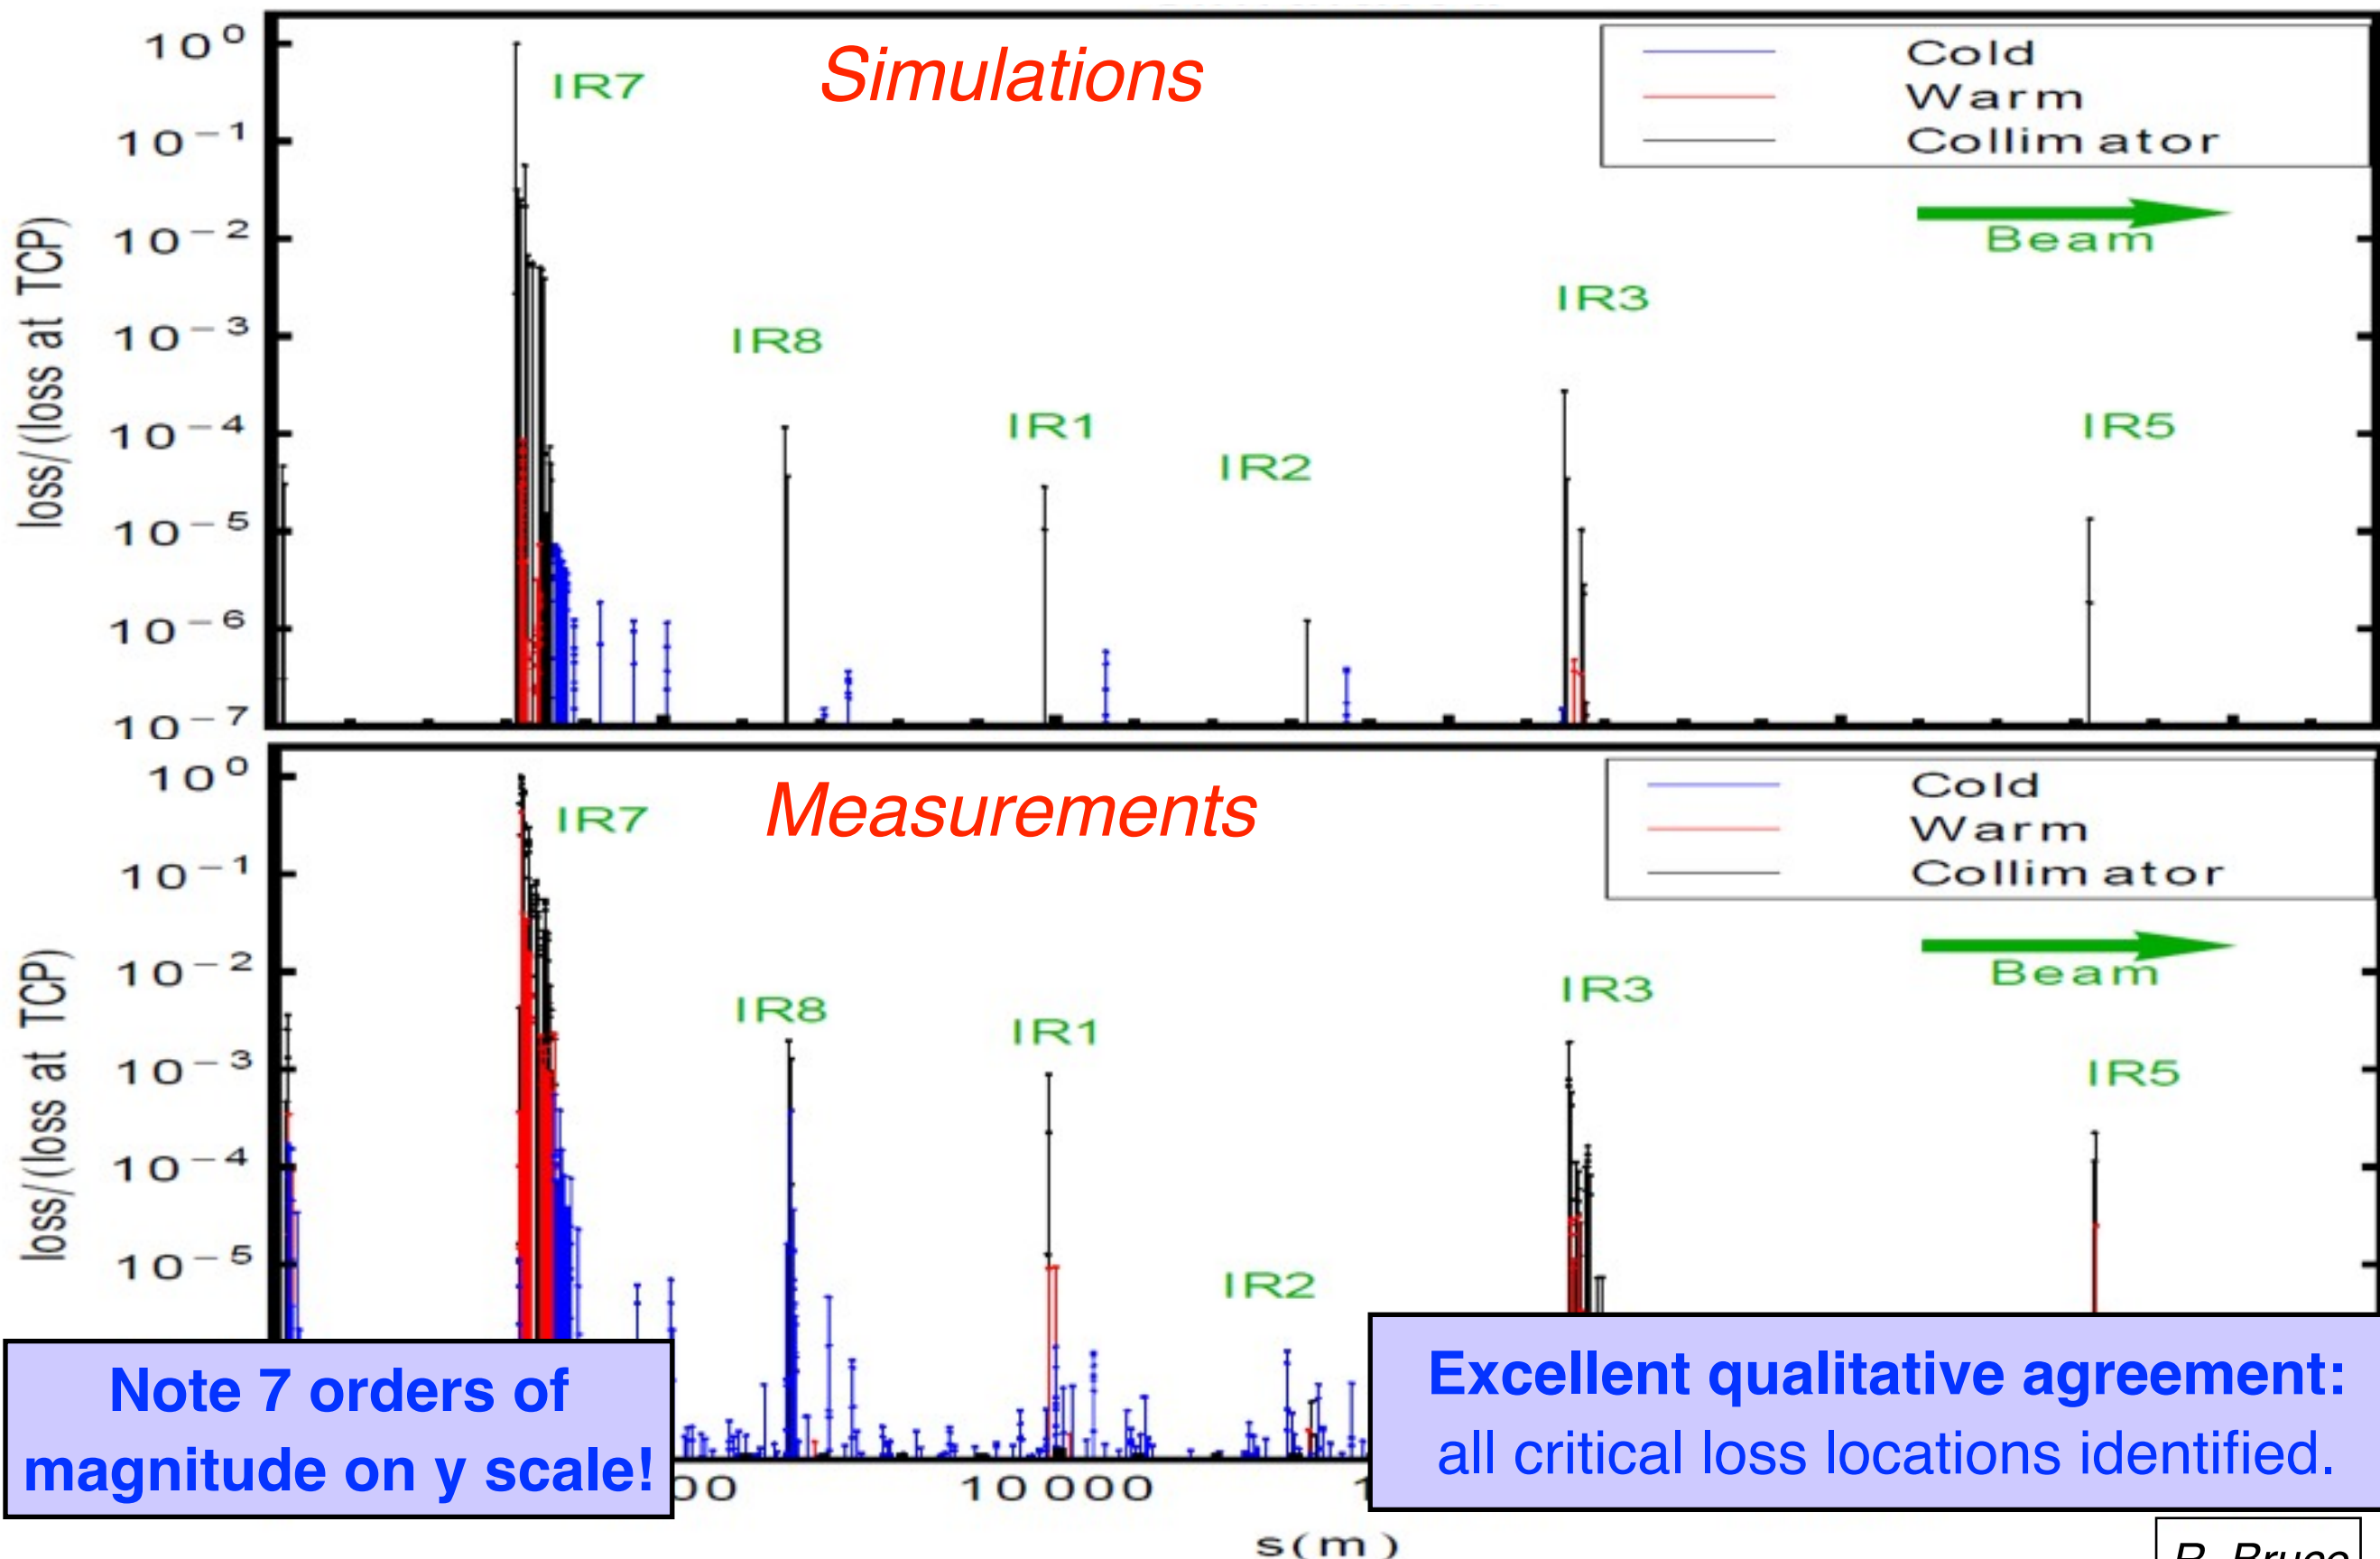 Simulations
10⁰
10⁻¹
10⁻²
10⁻³
10⁻⁴
10⁻⁵
10⁻⁶
10⁻⁷
loss/(loss at TCP)
IR7
IR8
IR1
IR2
IR3
IR5
Cold
Warm
Collimator
Beam
Measurements
10⁰
10⁻¹
10⁻²
10⁻³
10⁻⁴
10⁻⁵
loss/(loss at TCP)
IR7
IR8
IR1
IR2
IR3
IR5
Cold
Warm
Collimator
Beam
Note 7 orders of
magnitude on y scale!
Excellent qualitative agreement:
all critical loss locations identified.
10000
s(m)
R. Bruce